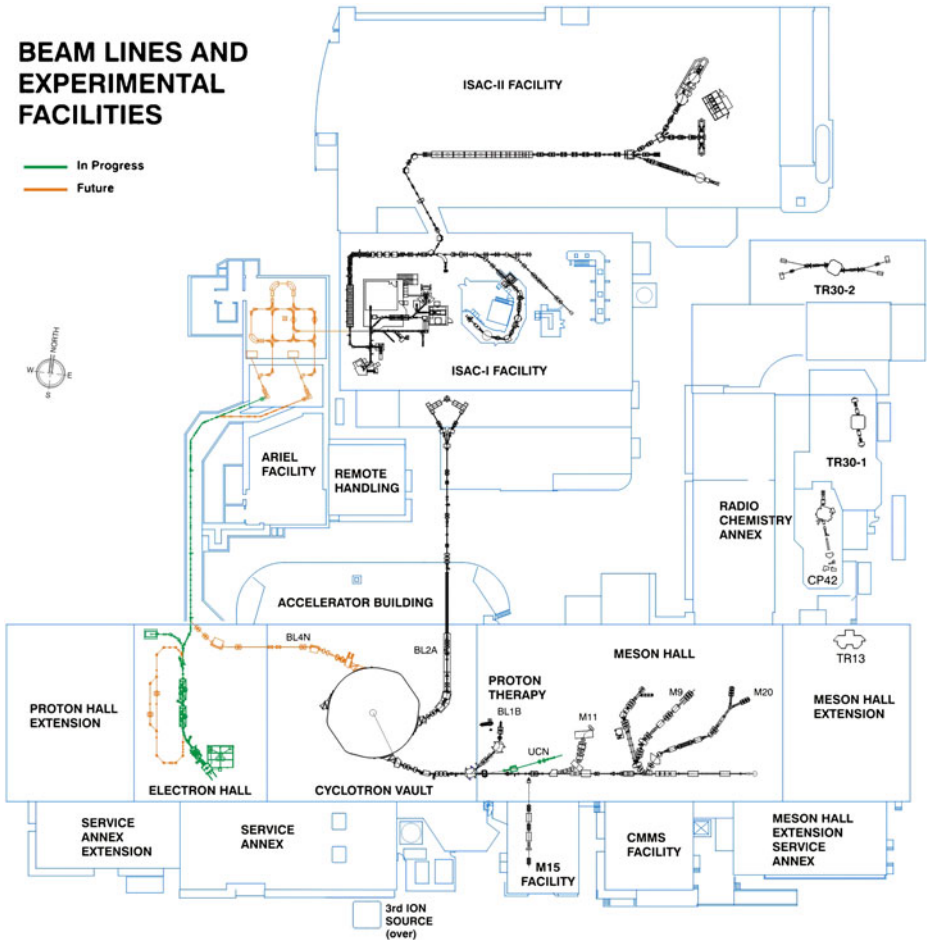 BEAM LINES AND
EXPERIMENTAL
FACILITIES
In Progress
Future
ISAC-II FACILITY
TR30-2
NORTH
W
E
S
ISAC-I FACILITY
ARIEL
FACILITY
REMOTE
HANDLING
TR30-1
RADIO
CHEMISTRY
ANNEX
CP42
ACCELERATOR BUILDING
BL4N
BL2A
MESON HALL
TR13
PROTON HALL
EXTENSION
PROTON
THERAPY
BL1B
M9
M20
MESON HALL
EXTENSION
M11
UCN
ELECTRON HALL
CYCLOTRON VAULT
SERVICE
ANNEX
EXTENSION
SERVICE
ANNEX
M15
FACILITY
CMMS
FACILITY
MESON HALL
EXTENSION
SERVICE
ANNEX
3rd ION
SOURCE
(over)